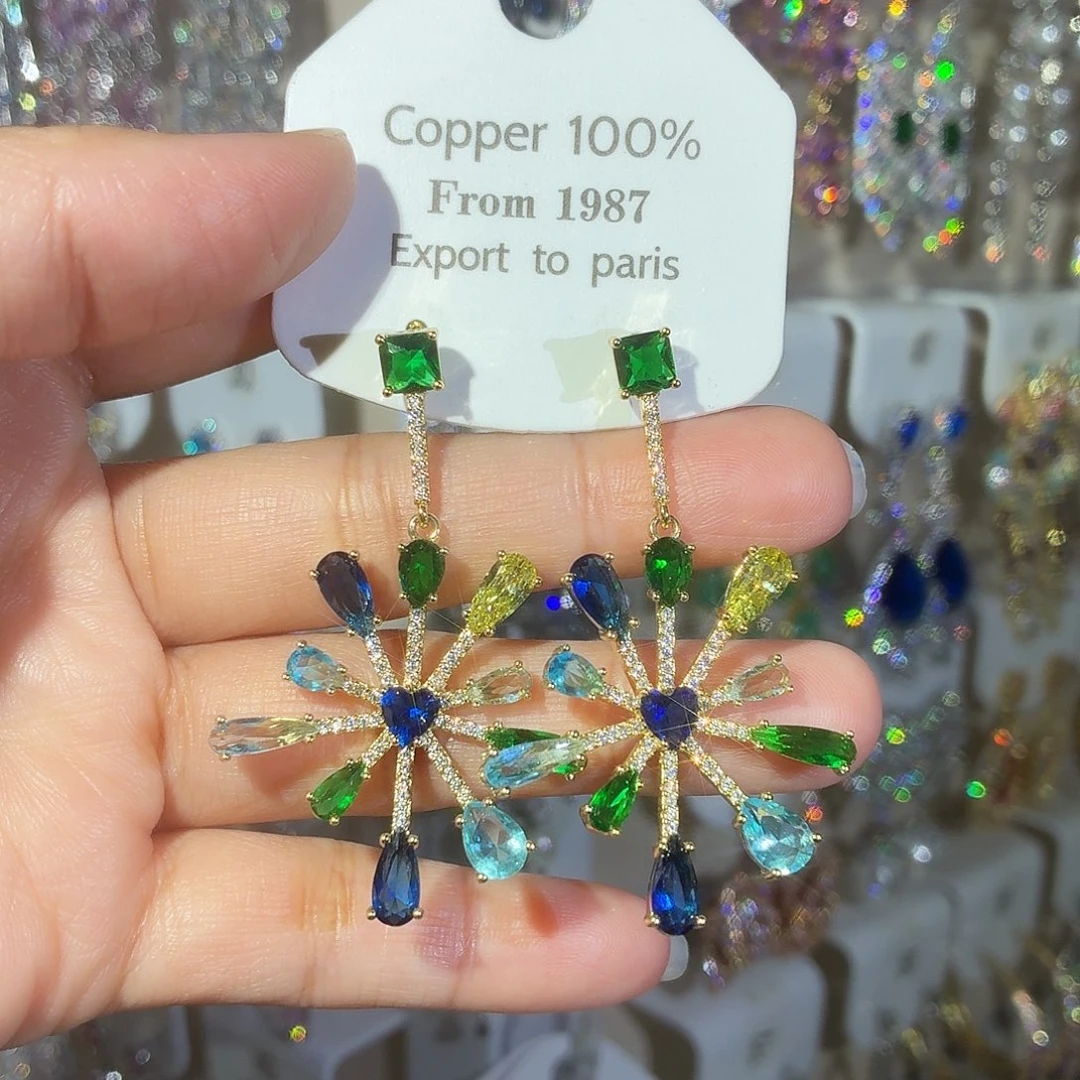 Copper 100%
From 1987
Export to paris